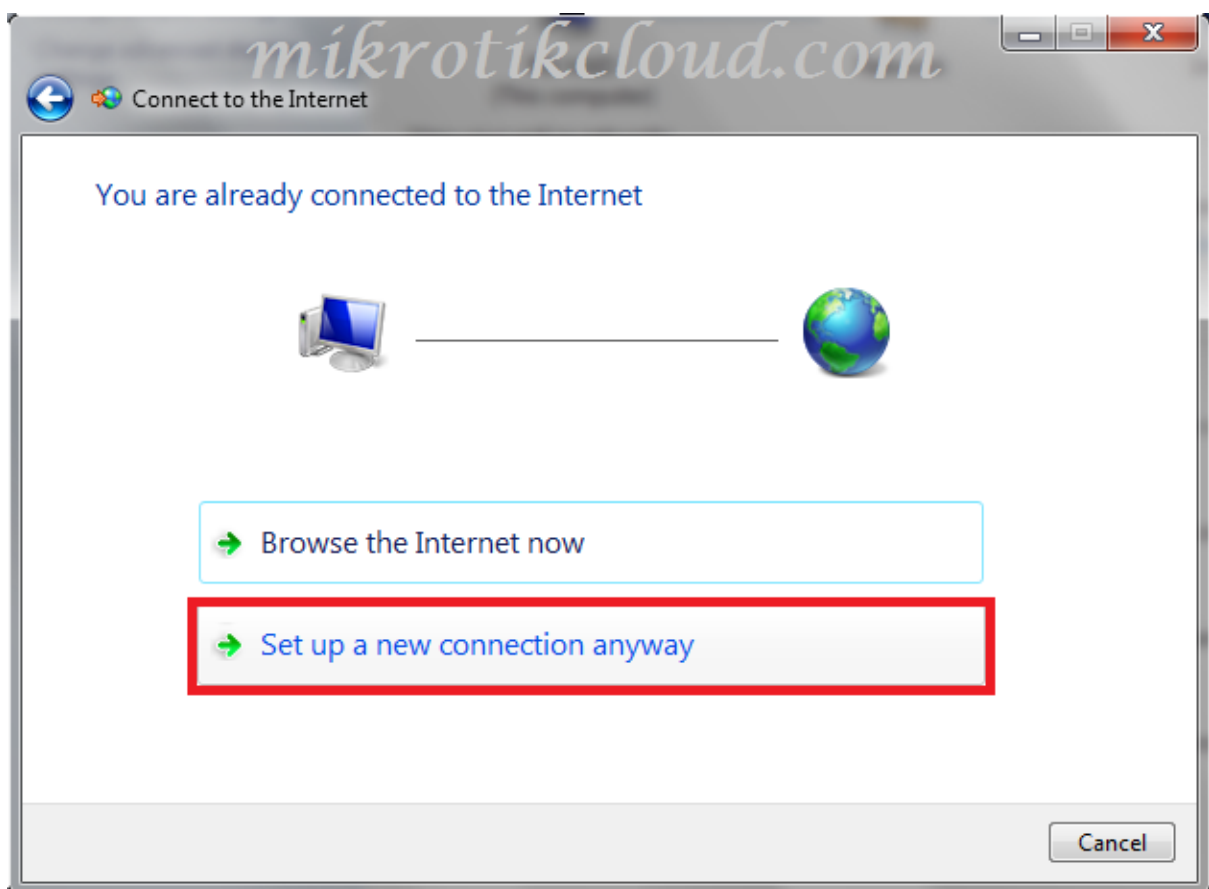 mikrotikcloud.com
Connect to the Internet
You are already connected to the Internet
Browse the Internet now
Set up a new connection anyway
Cancel